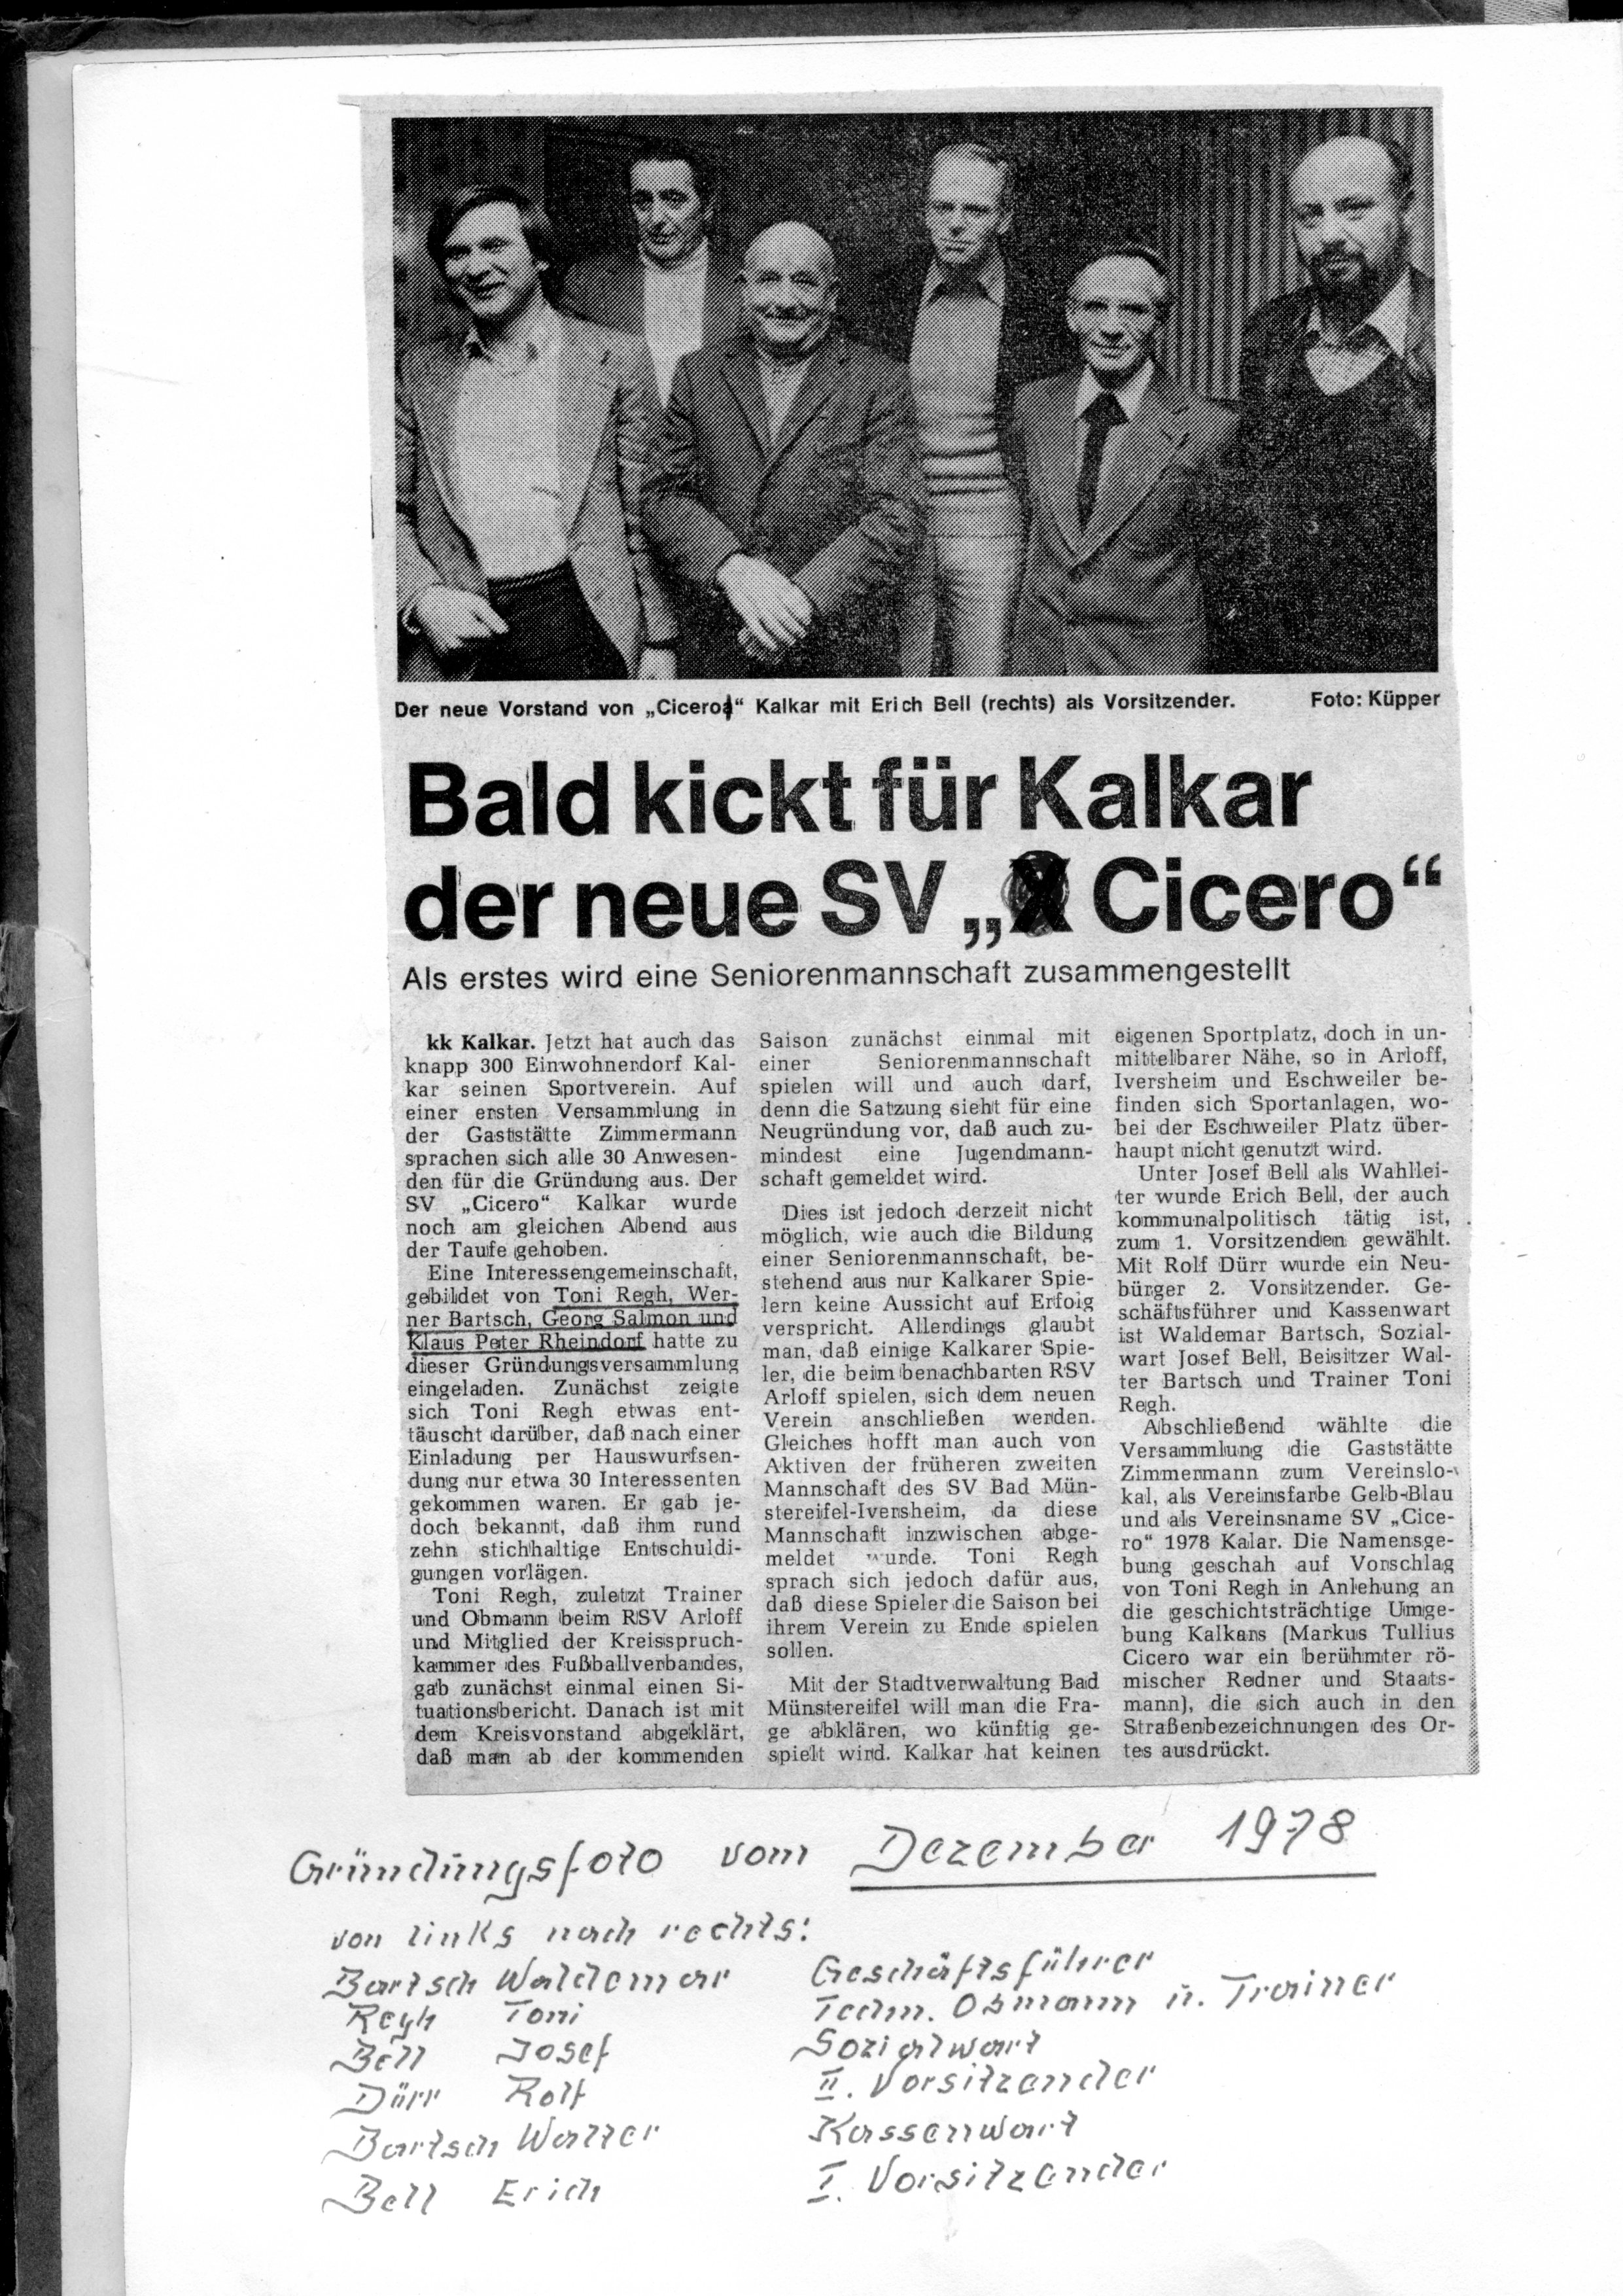 Der neue Vorstand von „Cicero“ Kalkar mit Erich Bell (rechts) als Vorsitzender. Foto: Küpper
Bald kickt für Kalkar
der neue SV „ Cicero“
Als erstes wird eine Seniorenmannschaft zusammengestellt
kk Kalkar. Jetzt hat auch das
knapp 300 Einwohnerdorf Kal-
kar seinen Sportverein. Auf
einer ersten Versammlung in
der Gaststätte Zimmermann
sprachen sich alle 30 Anwesen-
den für die Gründung aus. Der
SV „Cicero“ Kalkar wurde
noch am gleichen Abend aus
der Taufe gehoben.
Eine Interessengemeinschaft,
gebildet von Toni Regh, Wer-
ner Bartsch, Georg Salmon und
Klaus Peter Rheindorf hatte zu
dieser Gründungsversammlung
eingeladen. Zunächst zeigte
sich Toni Regh etwas ent-
täuscht darüber, daß nach einer
Einladung per Hauswurfsen-
dung nur etwa 30 Interessenten
gekommen waren. Er gab je-
doch bekannt, daß ihm rund
zehn stichhaltige Entschuldi-
gungen vorlägen.
Toni Regh, zuletzt Trainer
und Obmann beim RSV Arloff
und Mitglied der Kreisspruch-
kammer des Fußballverbandes,
gab zunächst einmal einen Si-
tuationsbericht. Danach ist mit
dem Kreisvorstand abgeklärt,
daß man ab der kommenden
Saison zunächst einmal mit
einer Seniorenmannschaft
spielen will und auch darf,
denn die Satzung sieht für eine
Neugründung vor, daß auch zu-
mindest eine Jugendmann-
schaft gemeldet wird.
Dies ist jedoch derzeit nicht
möglich, wie auch die Bildung
einer Seniorenmannschaft, be-
stehend aus nur Kalkarer Spie-
lern keine Aussicht auf Erfolg
verspricht. Allerdings glaubt
man, daß einige Kalkarer Spie-
ler, die beim benachbarten RSV
Arloff spielen, sich dem neuen
Verein anschließen werden.
Gleiches hofft man auch von
Aktiven der früheren zweiten
Mannschaft des SV Bad Mün-
stereifel-Iversheim, da diese
Mannschaft inzwischen abge-
meldet wurde. Toni Regh
sprach sich jedoch dafür aus,
daß diese Spieler die Saison bei
ihrem Verein zu Ende spielen
sollen.
Mit der Stadtverwaltung Bad
Münstereifel will man die Fra-
ge abklären, wo künftig ge-
spielt wird. Kalkar hat keinen
eigenen Sportplatz, doch in un-
mittelbarer Nähe, so in Arloff,
Iversheim und Eschweiler be-
finden sich Sportanlagen, wo-
bei der Eschweiler Platz über-
haupt nicht genutzt wird.
Unter Josef Bell als Wahllei-
ter wurde Erich Bell, der auch
kommunalpolitisch tätig ist,
zum 1. Vorsitzenden gewählt.
Mit Rolf Dürr wurde ein Neu-
bürger 2. Vorsitzender. Ge-
schäftsführer und Kassenwart
ist Waldemar Bartsch, Sozial-
wart Josef Bell, Beisitzer Wal-
ter Bartsch und Trainer Toni
Regh.
Abschließend wählte die
Versammlung die Gaststätte
Zimmermann zum Vereinslo-
kal, als Vereinsfarbe Gelb-Blau
und als Vereinsname SV „Cice-
ro“ 1978 Kalar. Die Namensge-
bung geschah auf Vorschlag
von Toni Regh in Anlehung an
die geschichtsträchtige Umge-
bung Kalkars (Markus Tullius
Cicero war ein berühmter rö-
mischer Redner und Staats-
mann), die sich auch in den
Straßenbezeichnungen des Or-
tes ausdrückt.
Gründungsfoto vom Dezember 1978
von links nach rechts:
Bartsch Waldemar Geschäftsführer
Regh Toni Techn. Obmann u. Trainer
Bell Josef Sozialwart
Dürr Rolf II. Vorsitzender
Bartsch Walter Kassenwart
Bell Erich I. Vorsitzender